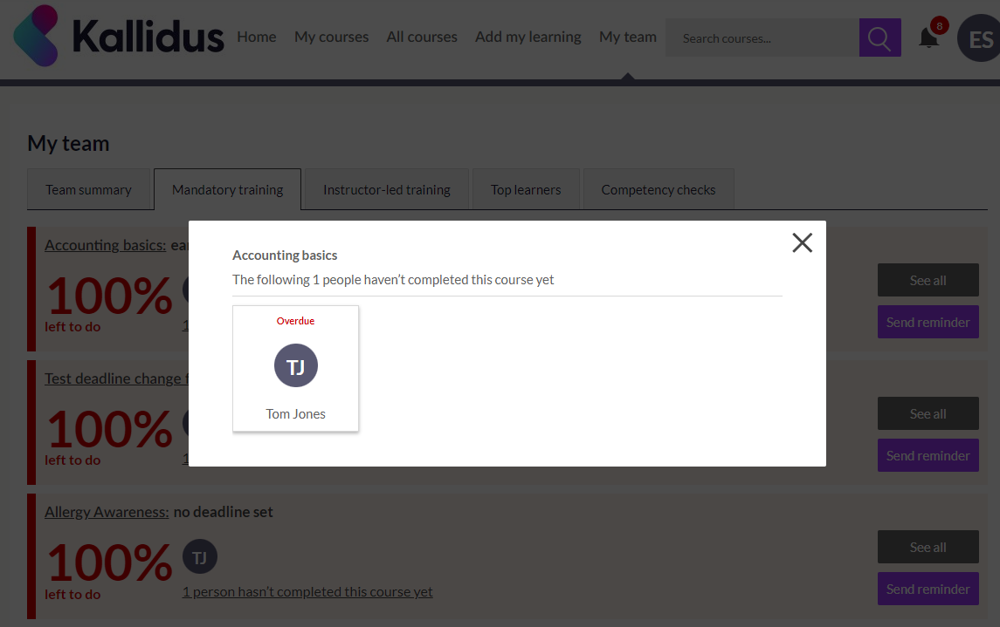 Kallidus Home My courses All courses Add my learning My team Search courses... 8 ES
My team
Team summary Mandatory training Instructor-led training Top learners Competency checks
Accounting basics:
100%
left to do
See all
Send reminder
Accounting basics
The following 1 people haven't completed this course yet
Overdue
TJ
Tom Jones
Test deadline change
100%
left to do
See all
Send reminder
Allergy Awareness: no deadline set
100%
left to do
TJ
1 person hasn't completed this course yet
See all
Send reminder